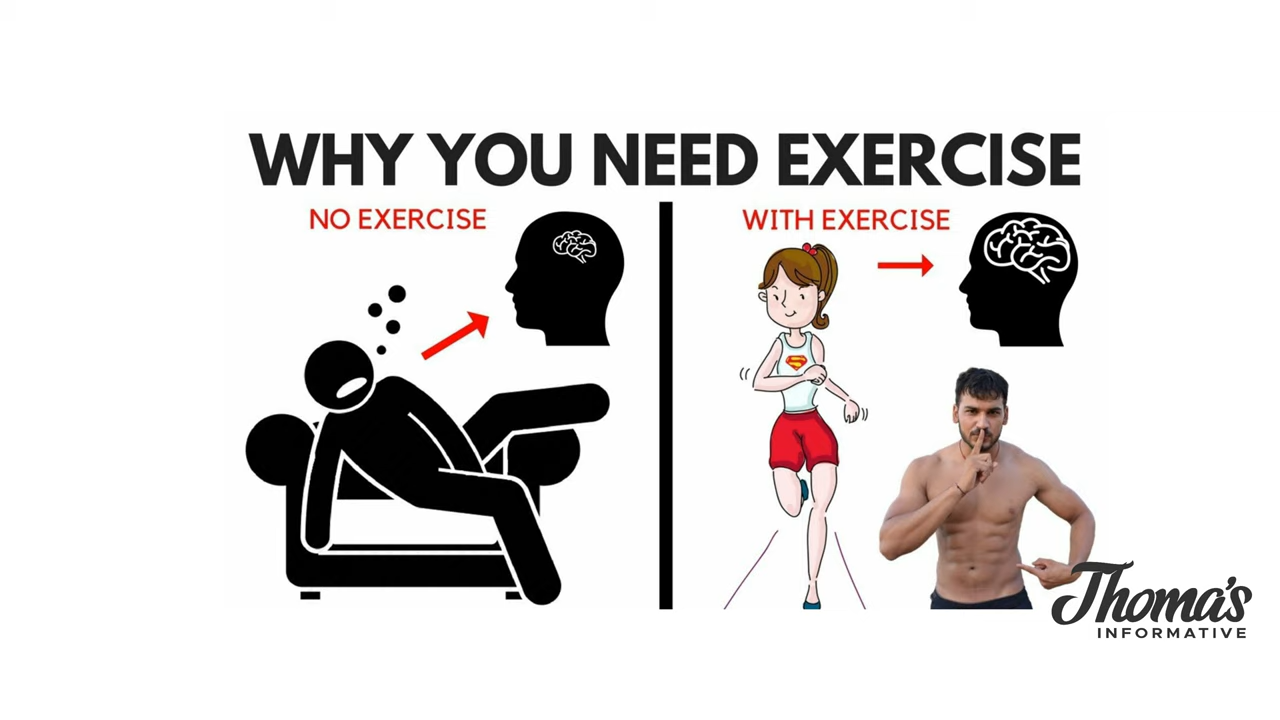 WHY YOU NEED EXERCISE
NO EXERCISE
WITH EXERCISE
Thoma's
INFORMATIVE